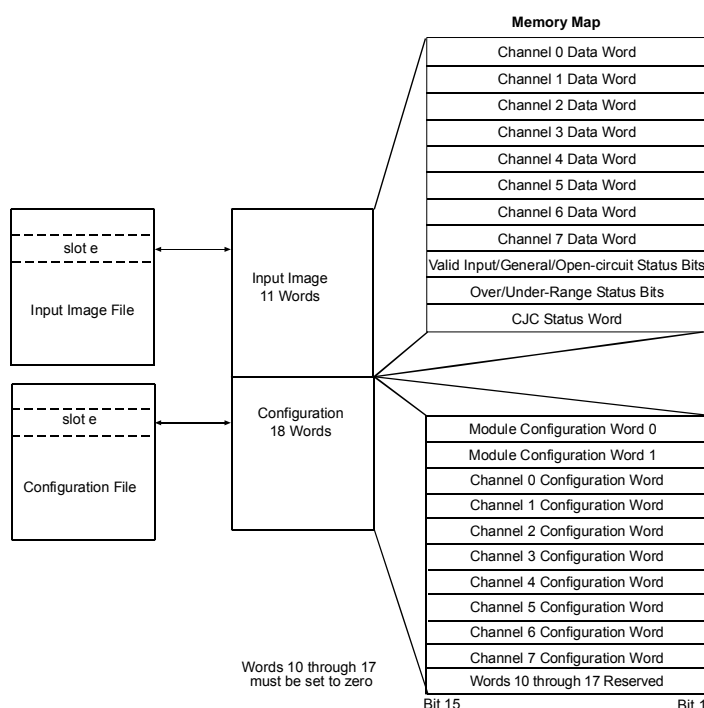 Memory Map
Channel 0 Data Word
Channel 1 Data Word
Channel 2 Data Word
Channel 3 Data Word
Channel 4 Data Word
Channel 5 Data Word
Channel 6 Data Word
Channel 7 Data Word
Valid Input/General/Open-circuit Status Bits
Over/Under-Range Status Bits
CJC Status Word
slot e
Input Image File
Input Image
11 Words
slot e
Configuration File
Configuration
18 Words
Module Configuration Word 0
Module Configuration Word 1
Channel 0 Configuration Word
Channel 1 Configuration Word
Channel 2 Configuration Word
Channel 3 Configuration Word
Channel 4 Configuration Word
Channel 5 Configuration Word
Channel 6 Configuration Word
Channel 7 Configuration Word
Words 10 through 17 Reserved
Words 10 through 17
must be set to zero
Bit 15
Bit 1